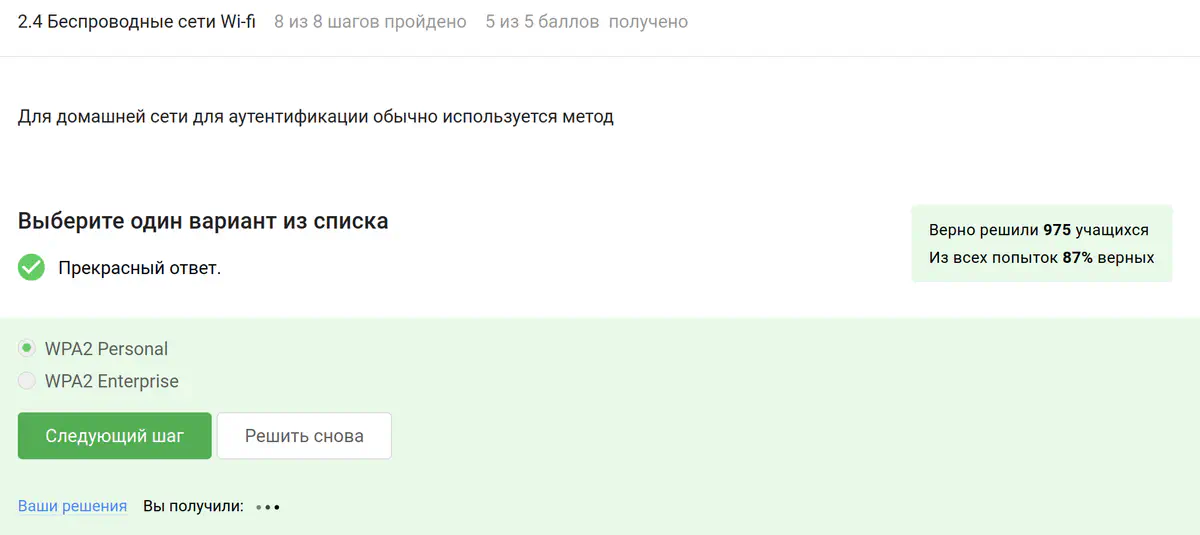 2.4 Беспроводные сети Wi-fi 8 из 8 шагов пройдено 5 из 5 баллов получено
Для домашней сети для аутентификации обычно используется метод
Выберите один вариант из списка
Прекрасный ответ.
Верно решили 975 учащихся
Из всех попыток 87% верных
WPA2 Personal
WPA2 Enterprise
Следующий шаг Решить снова
Ваши решения Вы получили: